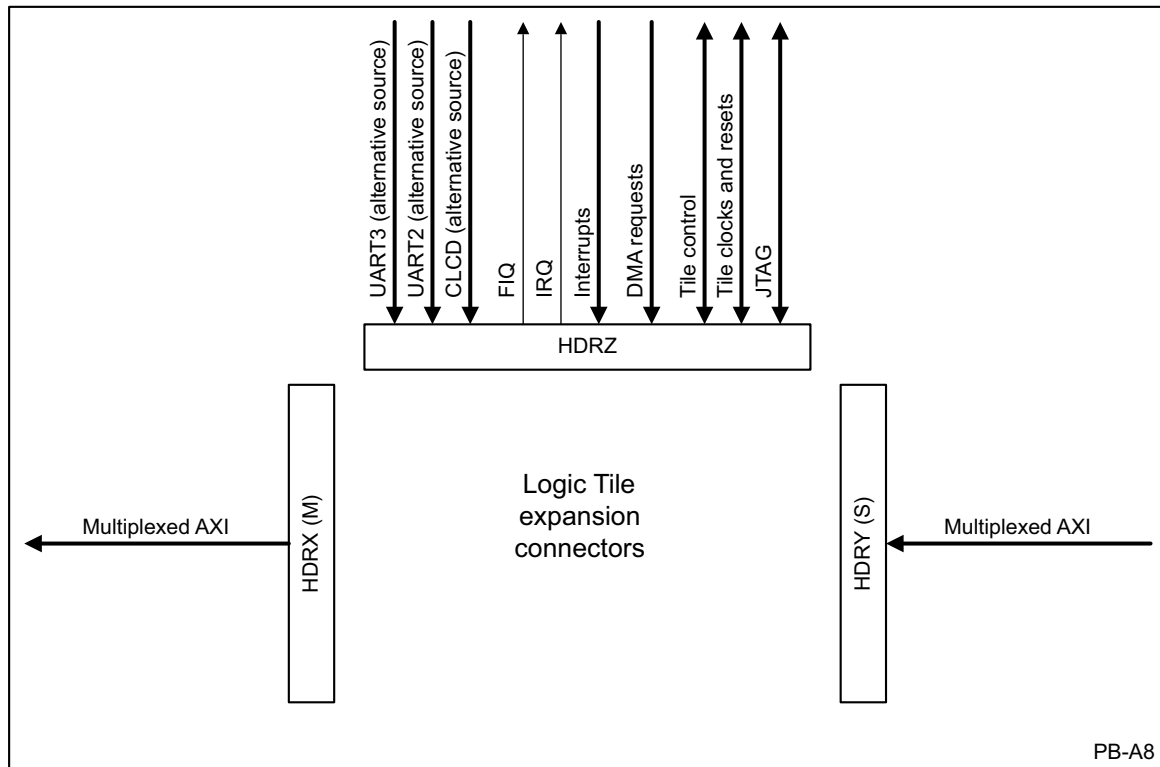 UART3 (alternative source)
UART2 (alternative source)
CLCD (alternative source)
FIQ
IRQ
Interrupts
DMA requests
Tile control
Tile clocks and resets
JTAG
HDRZ
Multiplexed AXI
HDRX (M)
Logic Tile
expansion
connectors
HDRY (S)
Multiplexed AXI
PB-A8